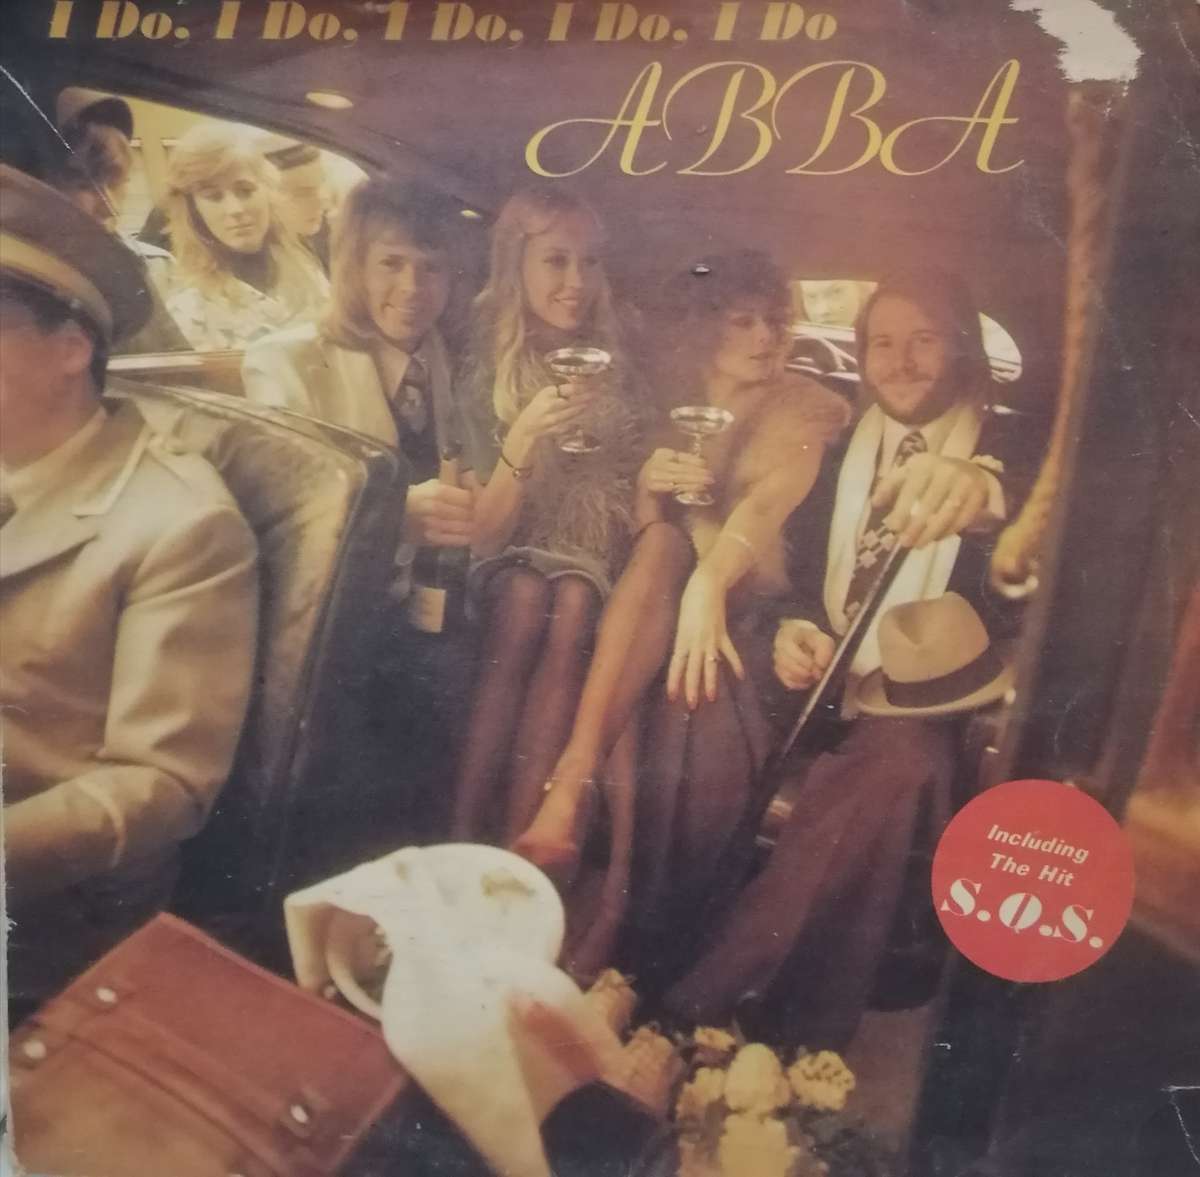 I Do, I Do, I Do, I Do, I Do
ABBA
Including
The Hit
S.O.S.